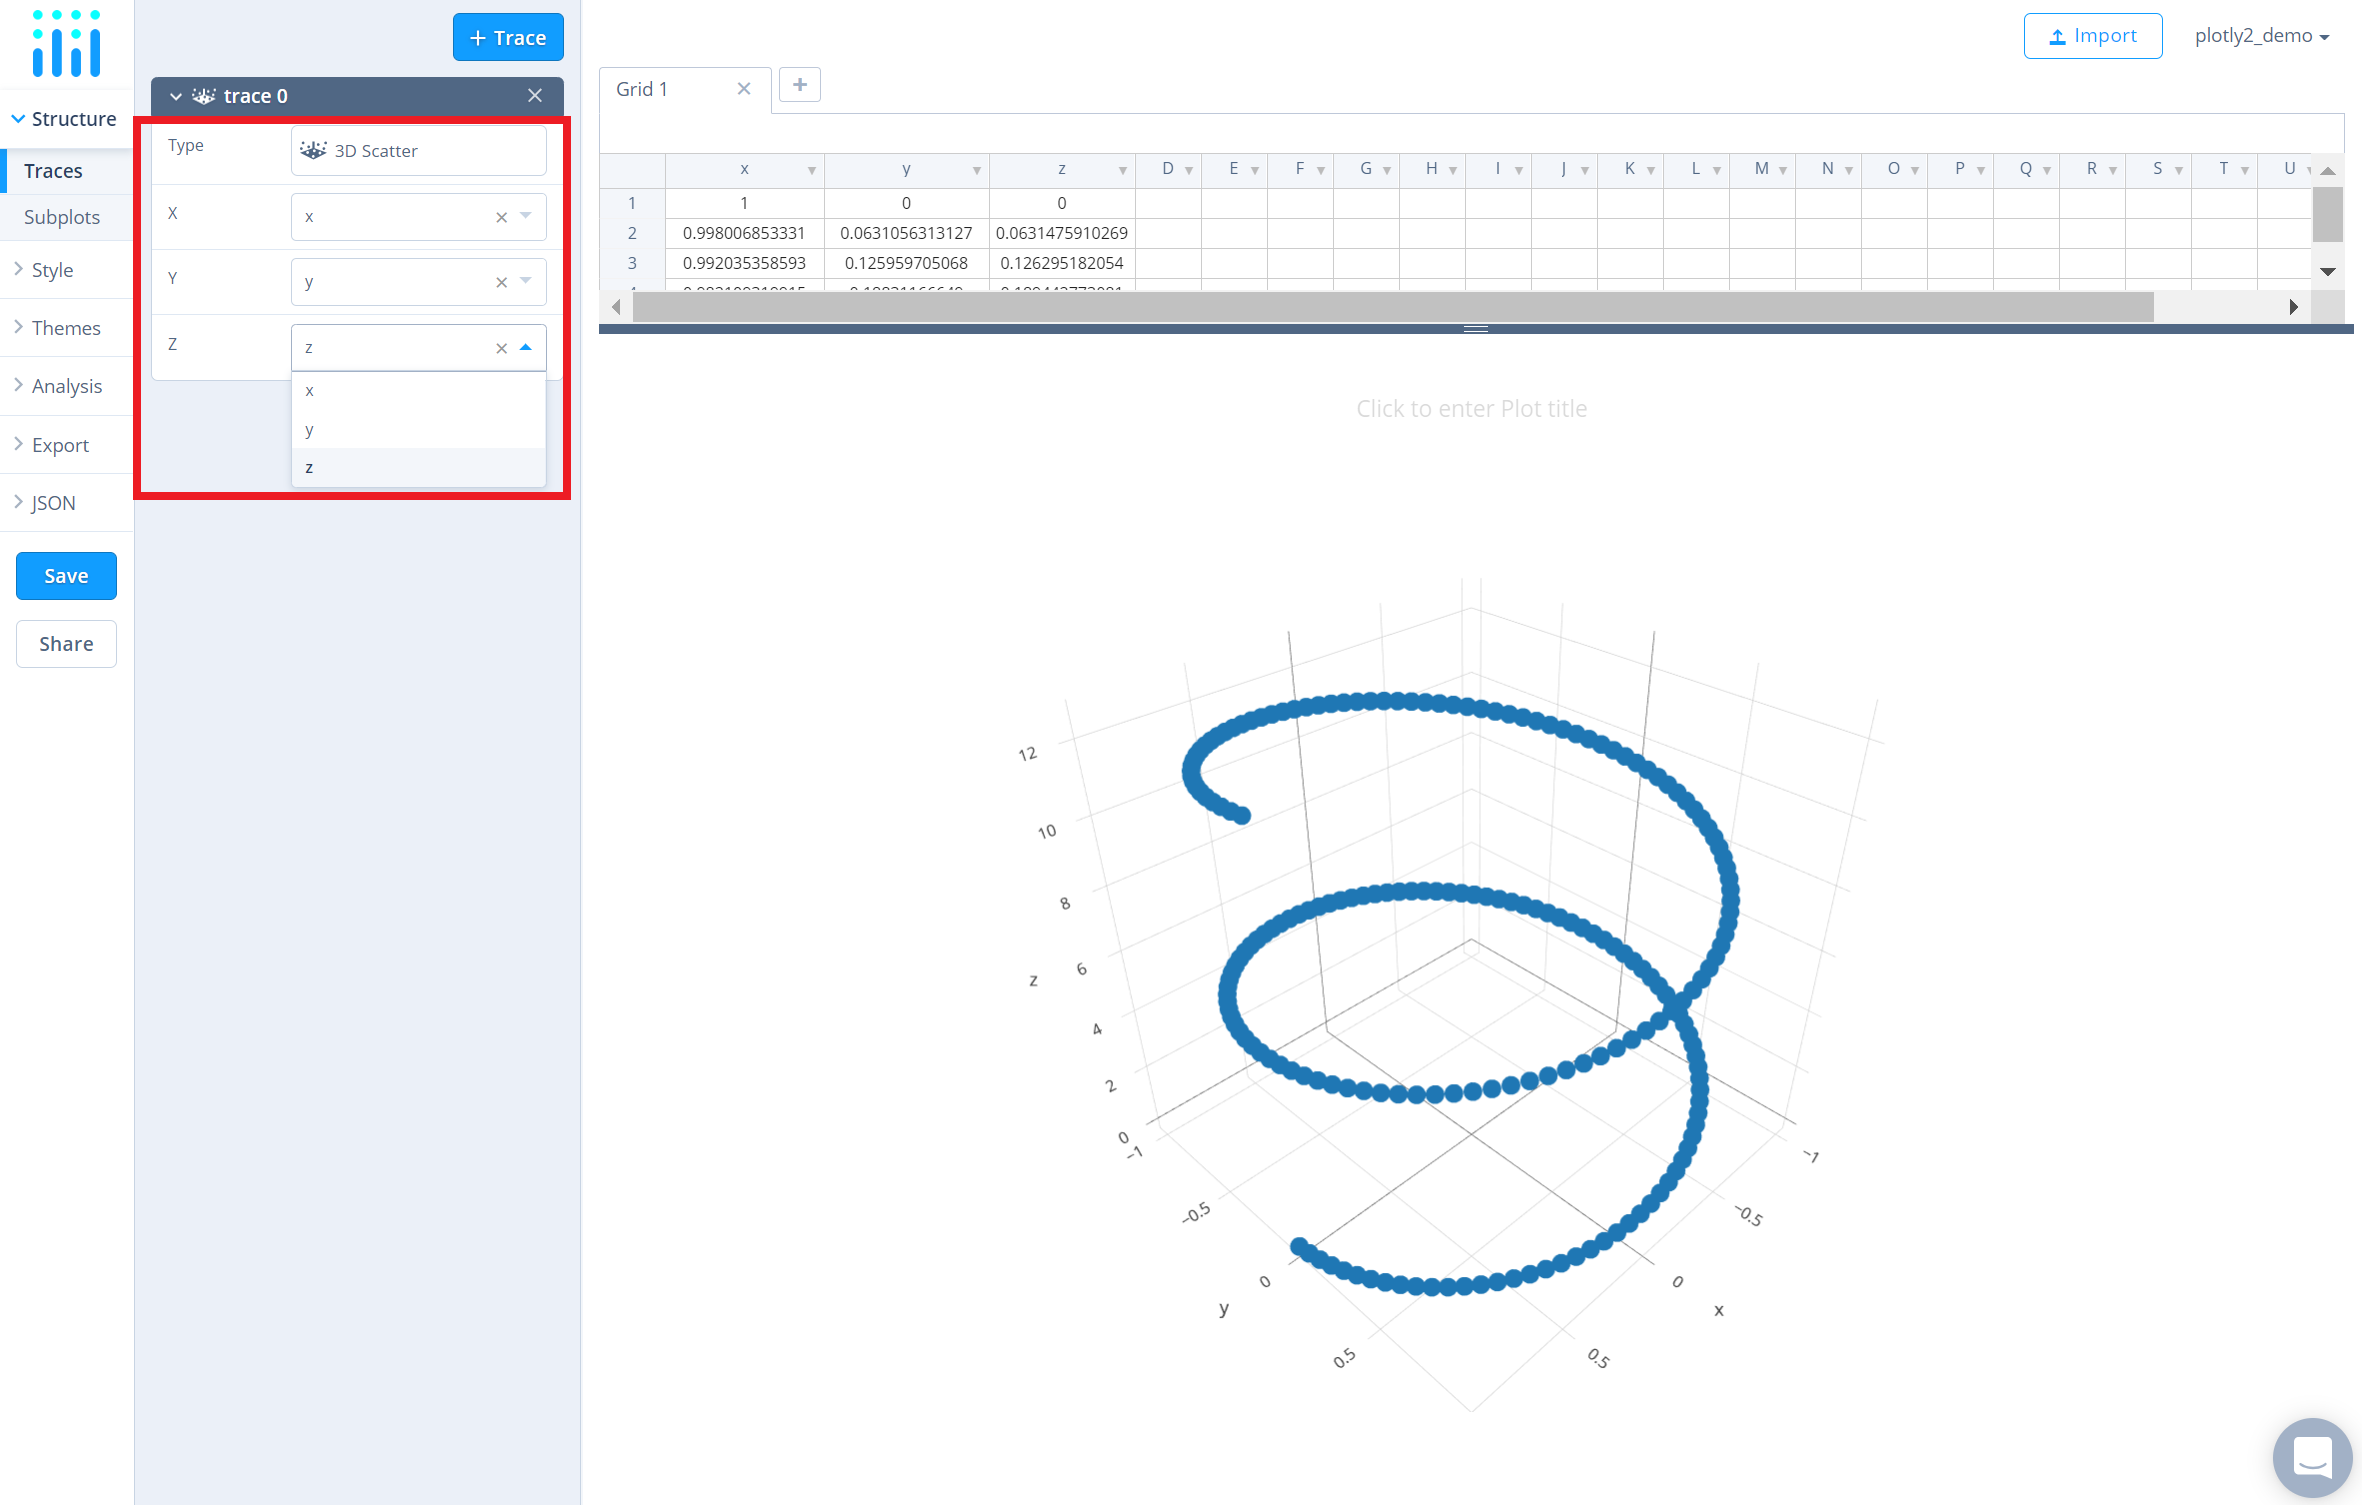 + Trace
Import
plotly2_demo
trace 0
Grid 1
+
Structure
Traces
Subplots
Style
Themes
Analysis
Export
JSON
Save
Share
Type
3D Scatter
X
x
Y
y
Z
z
x
y
z
x y z D E F G H I J K L M N O P Q R S T U
1 1 0 0
2 0.998006853331 0.0631056313127 0.0631475910269
3 0.992035358593 0.125959705068 0.126295182054
Click to enter Plot title
12
10
8
z 6
4
2
0
−1
−0.5
0
y
0.5
−1
−0.5
0
x
0.5